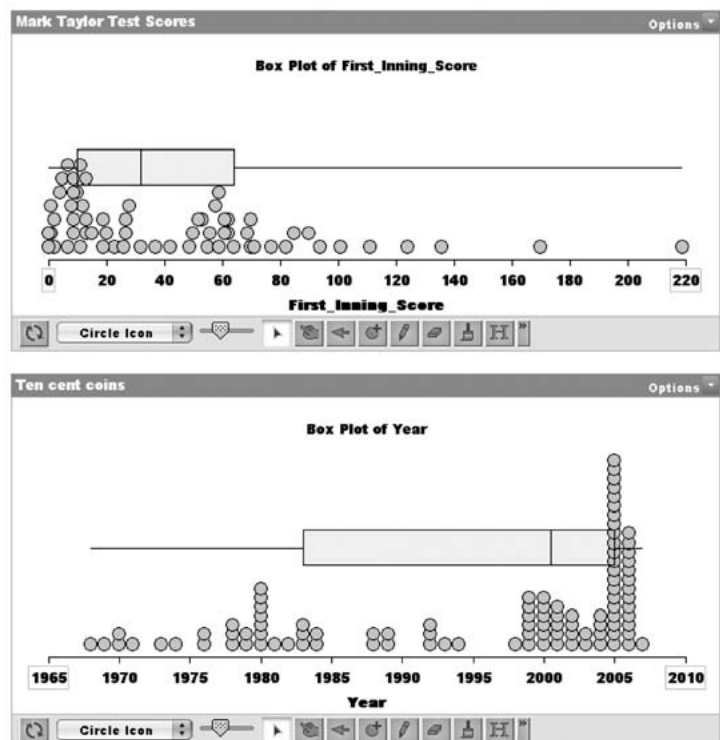 Mark Taylor Test Scores Options
Box Plot of First_Inning_Score
0 20 40 60 80 100 120 140 160 180 200 220
First_Inning_Score
Circle Icon
Ten cent coins Options
Box Plot of Year
1965 1970 1975 1980 1985 1990 1995 2000 2005 2010
Year
Circle Icon